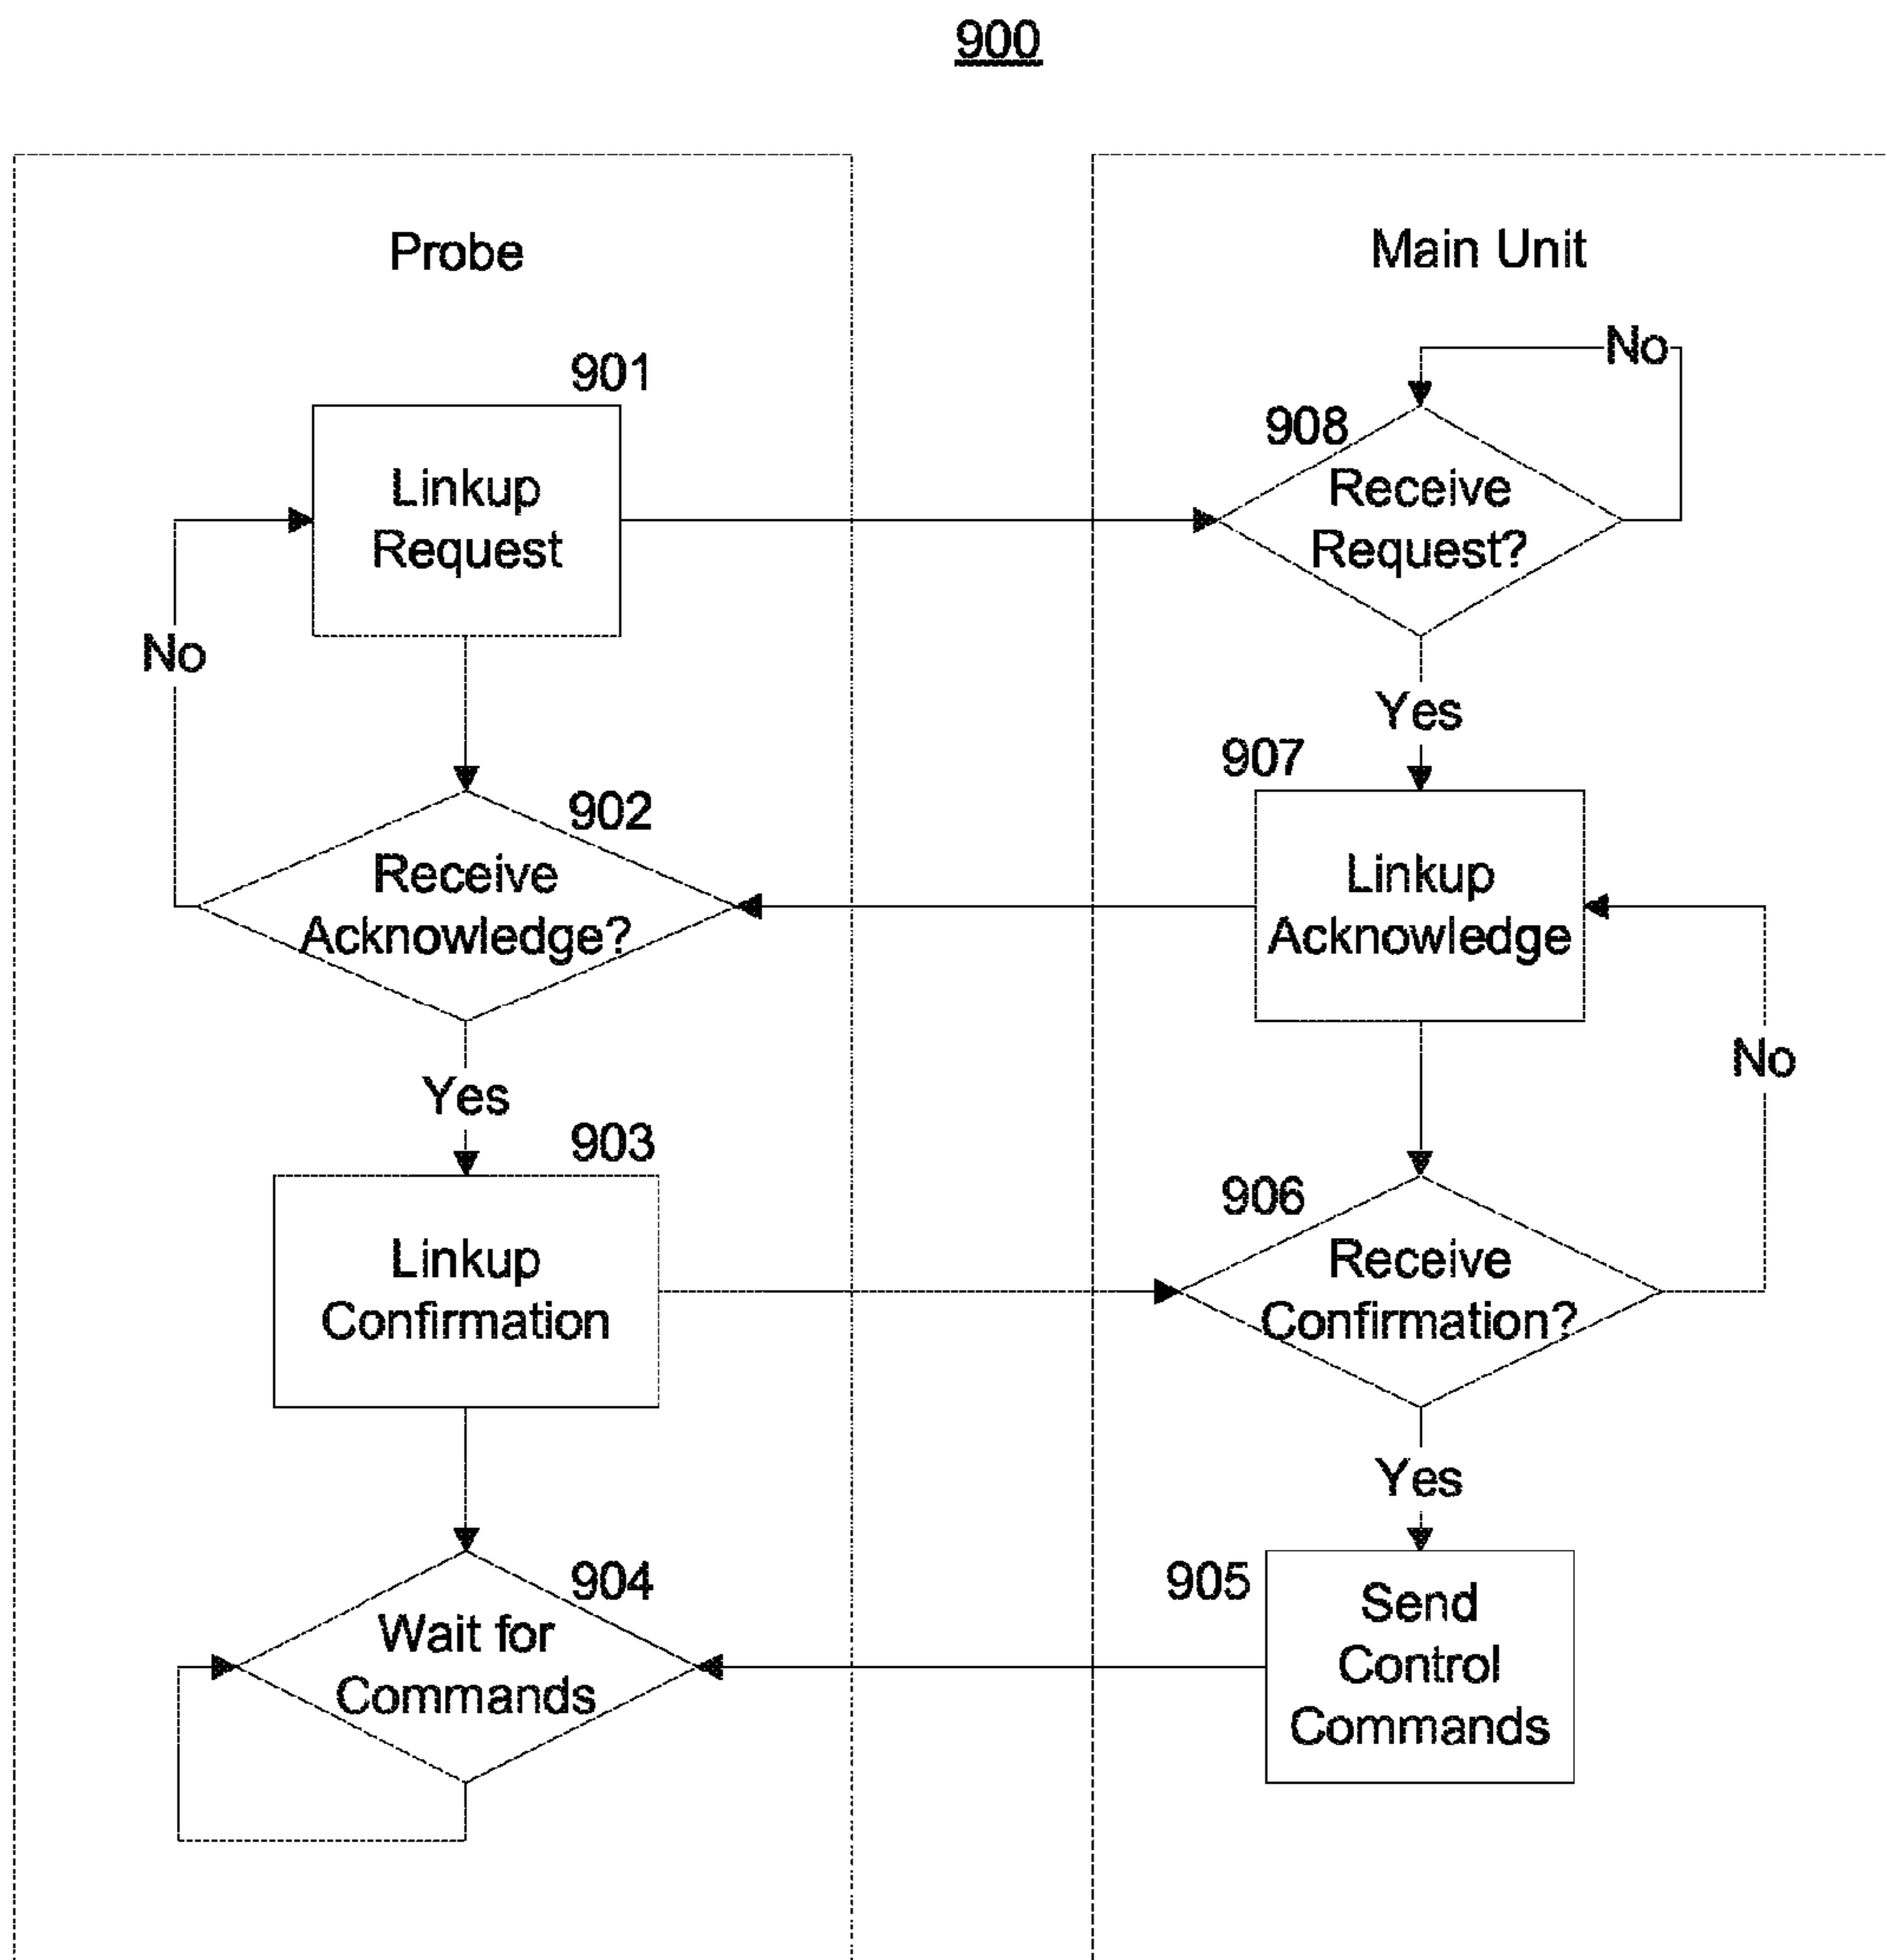 900
Probe
901
Linkup
Request
No
902
Receive
Acknowledge?
Yes
903
Linkup
Confirmation
904
Wait for
Commands
Main Unit
No
908
Receive
Request?
Yes
907
Linkup
Acknowledge
No
906
Receive
Confirmation?
Yes
905
Send
Control
Commands